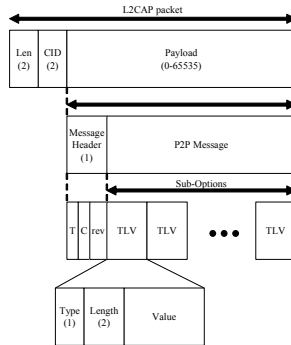 L2CAP packet
Len
(2)
CID
(2)
Payload
(0-65535)
Message
Header
(1)
P2P Message
Sub-Options
T
C
rev
TLV
TLV
TLV
Type
(1)
Length
(2)
Value